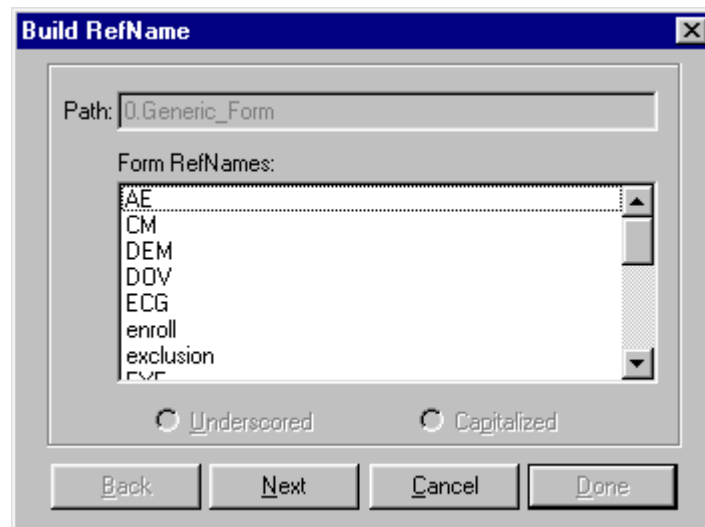 Build RefName
Path: 0.Generic_Form
Form RefNames:
AE
CM
DEM
DOV
ECG
enroll
exclusion
Underscored Capitalized
Back Next Cancel Done